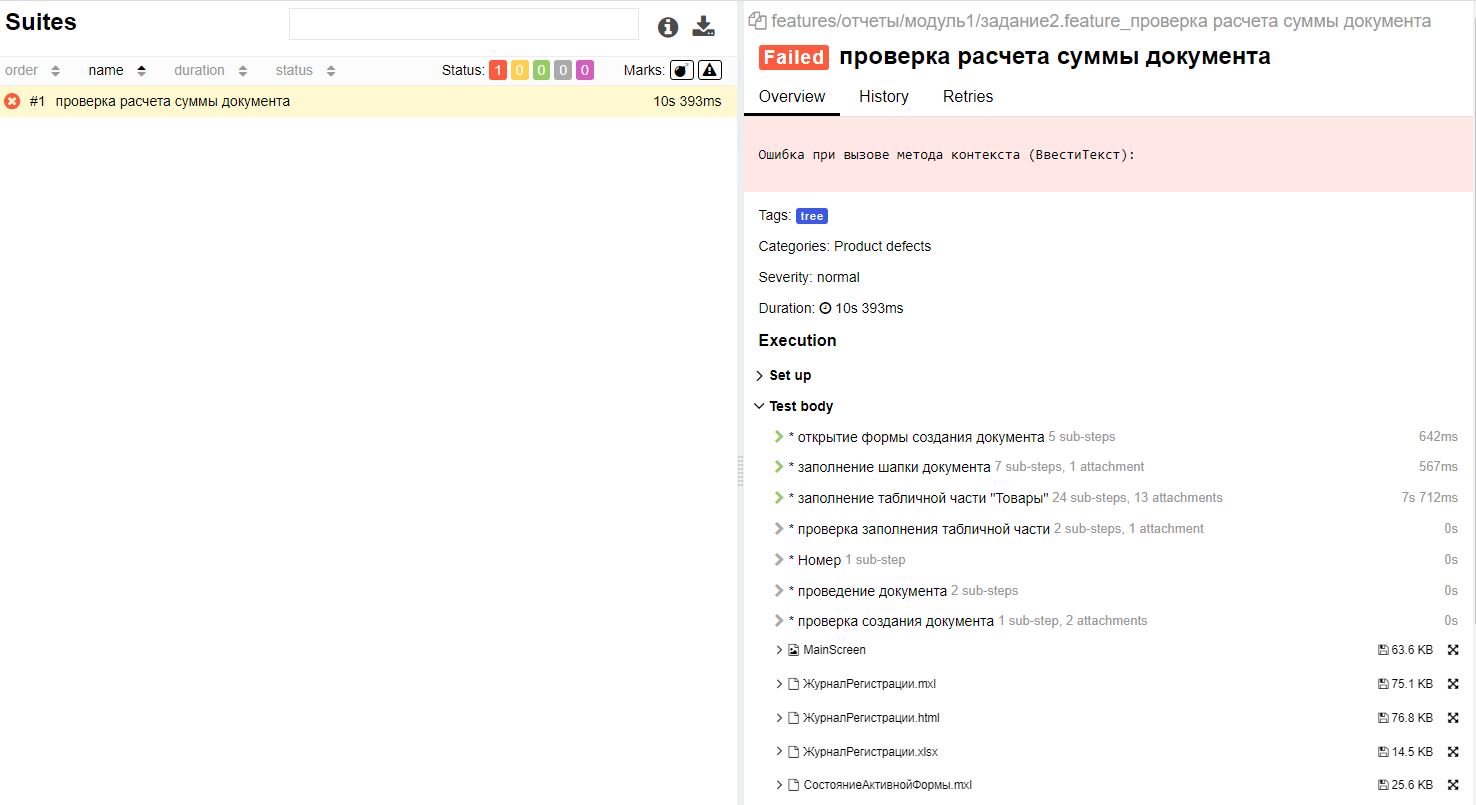 Suites
order name duration status Status: 1 0 0 0 0 Marks:
#1 проверка расчета суммы документа 10s 393ms
features/отчеты/модуль1/задание2.feature_проверка расчета суммы документа
Failed проверка расчета суммы документа
Overview History Retries
Ошибка при вызове метода контекста (ВвестиТекст):
Tags: tree
Categories: Product defects
Severity: normal
Duration: 10s 393ms
Execution
Set up
Test body
* открытие формы создания документа 5 sub-steps 642ms
* заполнение шапки документа 7 sub-steps, 1 attachment 567ms
* заполнение табличной части "Товары" 24 sub-steps, 13 attachments 7s 712ms
* проверка заполнения табличной части 2 sub-steps, 1 attachment 0s
* Номер 1 sub-step 0s
* проведение документа 2 sub-steps 0s
* проверка создания документа 1 sub-step, 2 attachments 0s
MainScreen 63.6 KB
ЖурналРегистрации.mxl 75.1 KB
ЖурналРегистрации.html 76.8 KB
ЖурналРегистрации.xlsx 14.5 KB
СостояниеАктивнойФормы.mxl 25.6 KB